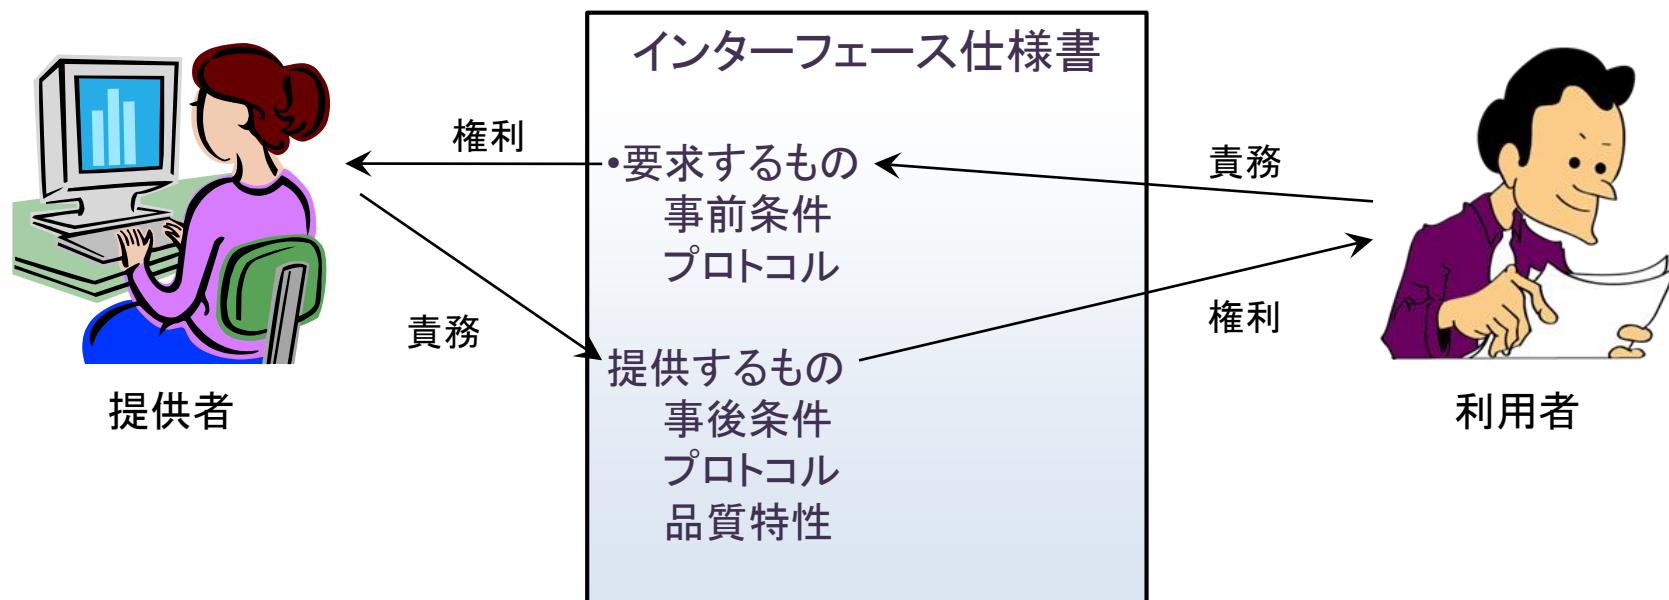 インターフェース仕様書
権利
•要求するもの
責務
事前条件
プロトコル
責務
権利
提供するもの
提供者
事後条件
利用者
プロトコル
品質特性